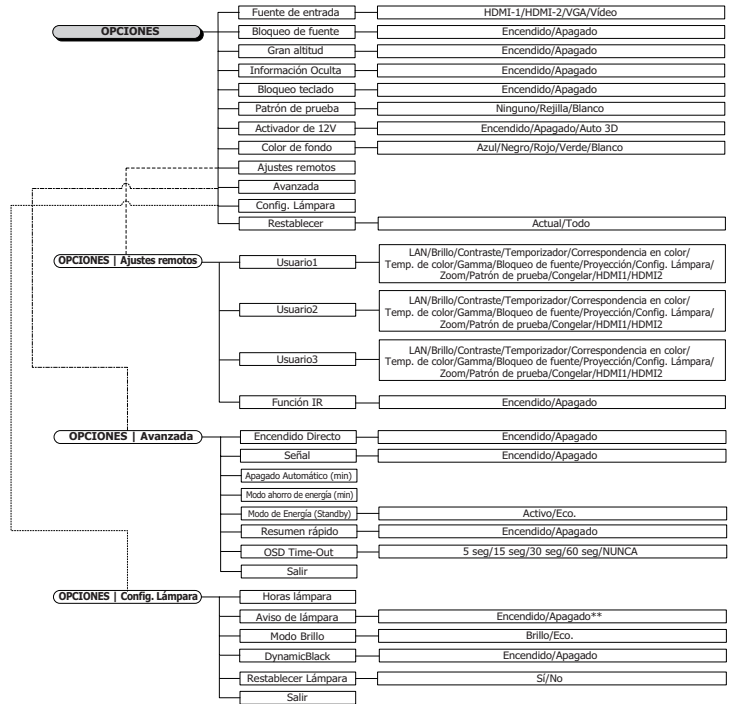 Fuente de entrada
HDMI-1/HDMI-2/VGA/Vídeo
OPCIONES
Bloqueo de fuente
Encendido/Apagado
Gran altitud
Encendido/Apagado
Información Oculta
Encendido/Apagado
Bloqueo teclado
Encendido/Apagado
Patrón de prueba
Ninguno/Rejilla/Blanco
Activador de 12V
Encendido/Apagado/Auto 3D
Color de fondo
Azul/Negro/Rojo/Verde/Blanco
Ajustes remotos
Avanzada
Config. Lámpara
Restablecer
Actual/Todo
OPCIONES | Ajustes remotos
Usuario1
LAN/Brillo/Contraste/Temporizador/Correspondencia en color/
Temp. de color/Gamma/Bloqueo de fuente/Proyección/Config. Lámpara/
Zoom/Patrón de prueba/Congelar/HDMI1/HDMI2
Usuario2
LAN/Brillo/Contraste/Temporizador/Correspondencia en color/
Temp. de color/Gamma/Bloqueo de fuente/Proyección/Config. Lámpara/
Zoom/Patrón de prueba/Congelar/HDMI1/HDMI2
Usuario3
LAN/Brillo/Contraste/Temporizador/Correspondencia en color/
Temp. de color/Gamma/Bloqueo de fuente/Proyección/Config. Lámpara/
Zoom/Patrón de prueba/Congelar/HDMI1/HDMI2
Función IR
Encendido/Apagado
OPCIONES | Avanzada
Encendido Directo
Encendido/Apagado
Señal
Encendido/Apagado
Apagado Automático (min)
Modo ahorro de energía (min)
Modo de Energía (Standby)
Activo/Eco.
Resumen rápido
Encendido/Apagado
OSD Time-Out
5 seg/15 seg/30 seg/60 seg/NUNCA
Salir
OPCIONES | Config. Lámpara
Horas lámpara
Aviso de lámpara
Encendido/Apagado**
Modo Brillo
Brillo/Eco.
DynamicBlack
Encendido/Apagado
Restablecer Lámpara
Sí/No
Salir